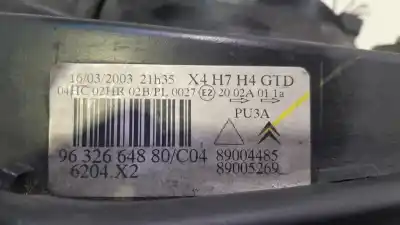 16/03/2003 21h35 X4 H7 H4 GTD
04HC 02HR 02B/PL 0027 E2 20 02A 01 1a
PU3A
96 326 648 80/C04 89004485
6204.X2 89005269